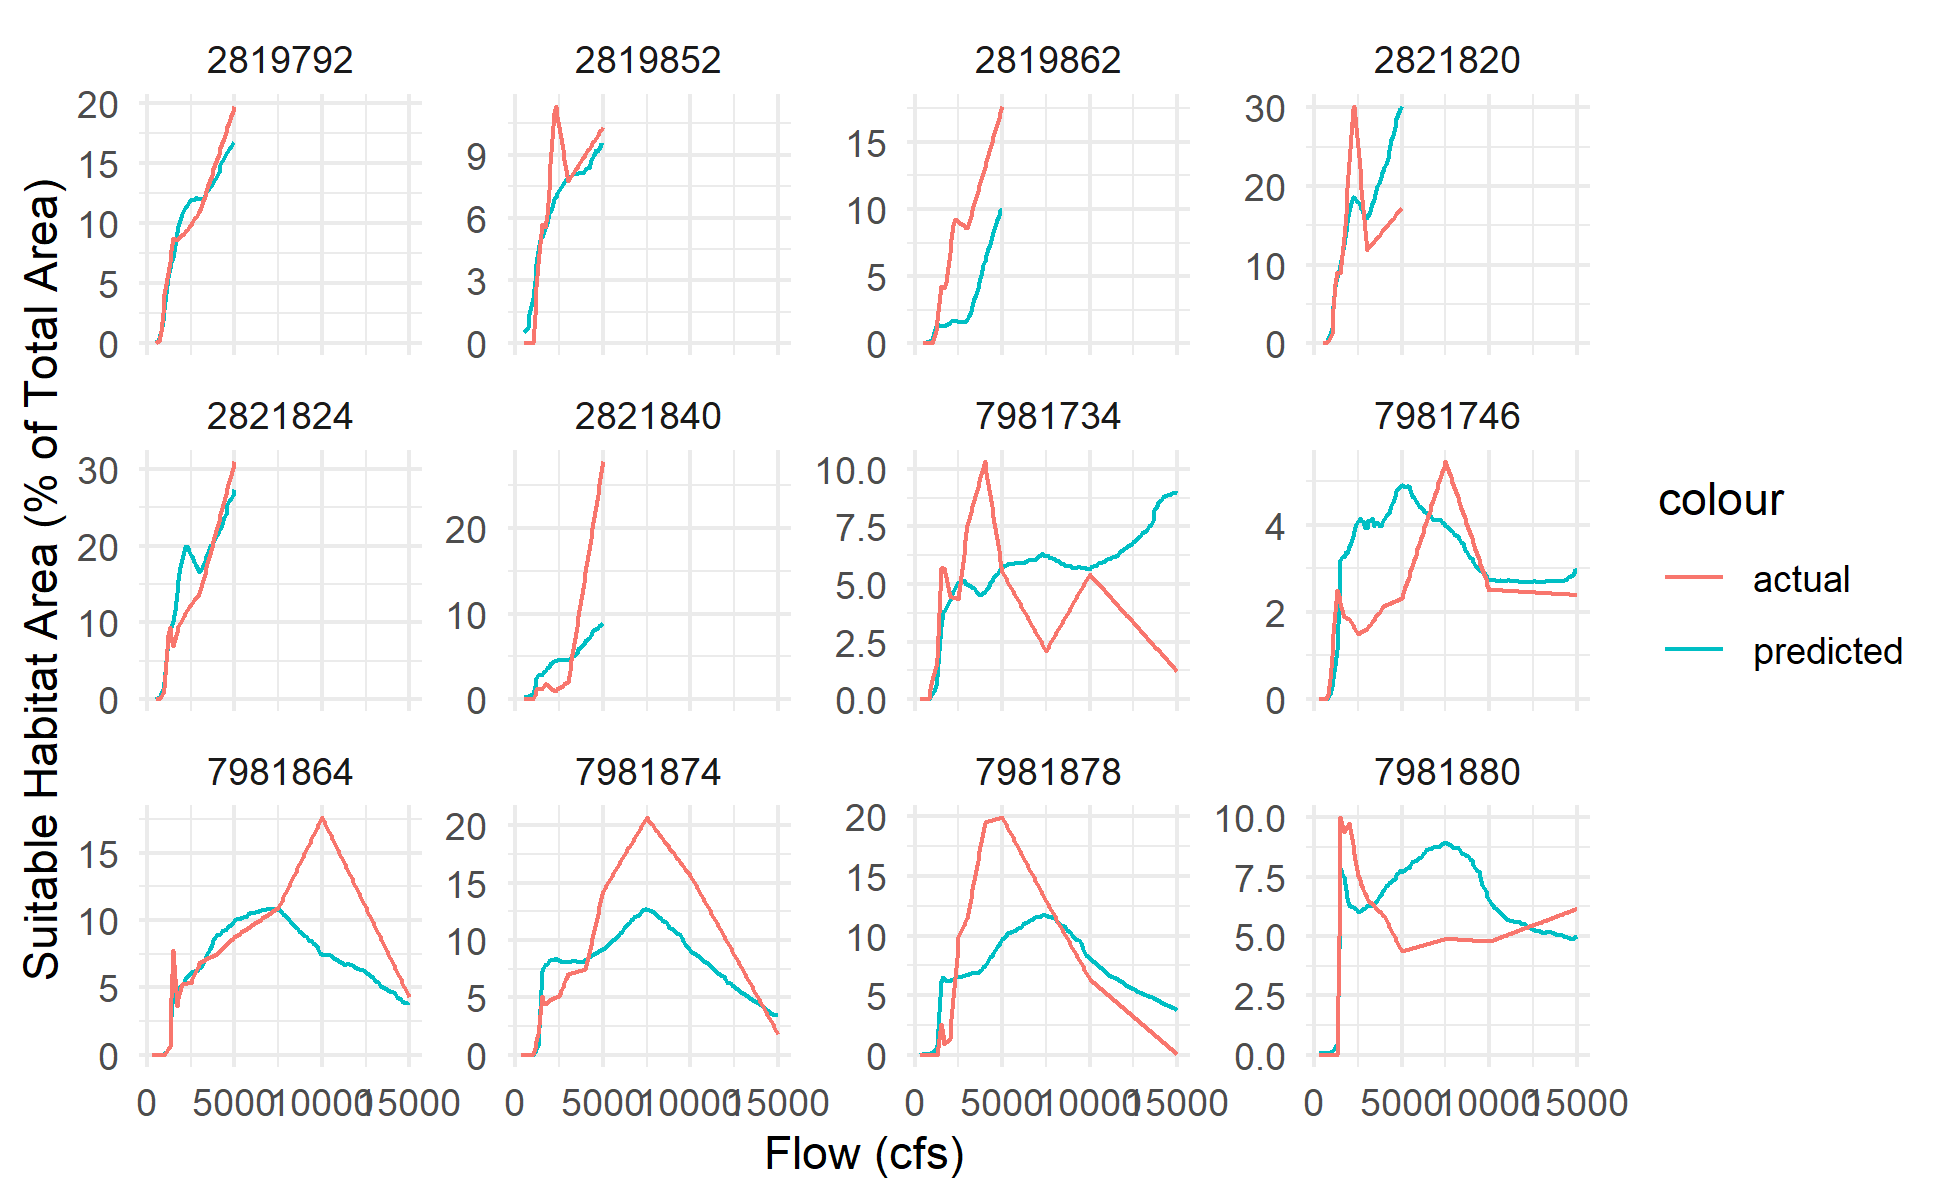 2819792 2819852 2819862 2821820
20 15 10 5 0
9 6 3 0
15 10 5 0
30 20 10 0
2821824 2821840 7981734 7981746
30 20 10 0
20 10 0
10.0 7.5 5.0 2.5 0.0
4 2 0
7981864 7981874 7981878 7981880
15 10 5 0
20 15 10 5 0
20 15 10 5 0
10.0 7.5 5.0 2.5 0.0
0 5000 10000 15000 0 5000 10000 15000 0 5000 10000 15000 0 5000 10000 15000
Flow (cfs)
Suitable Habitat Area (% of Total Area)
colour
actual
predicted